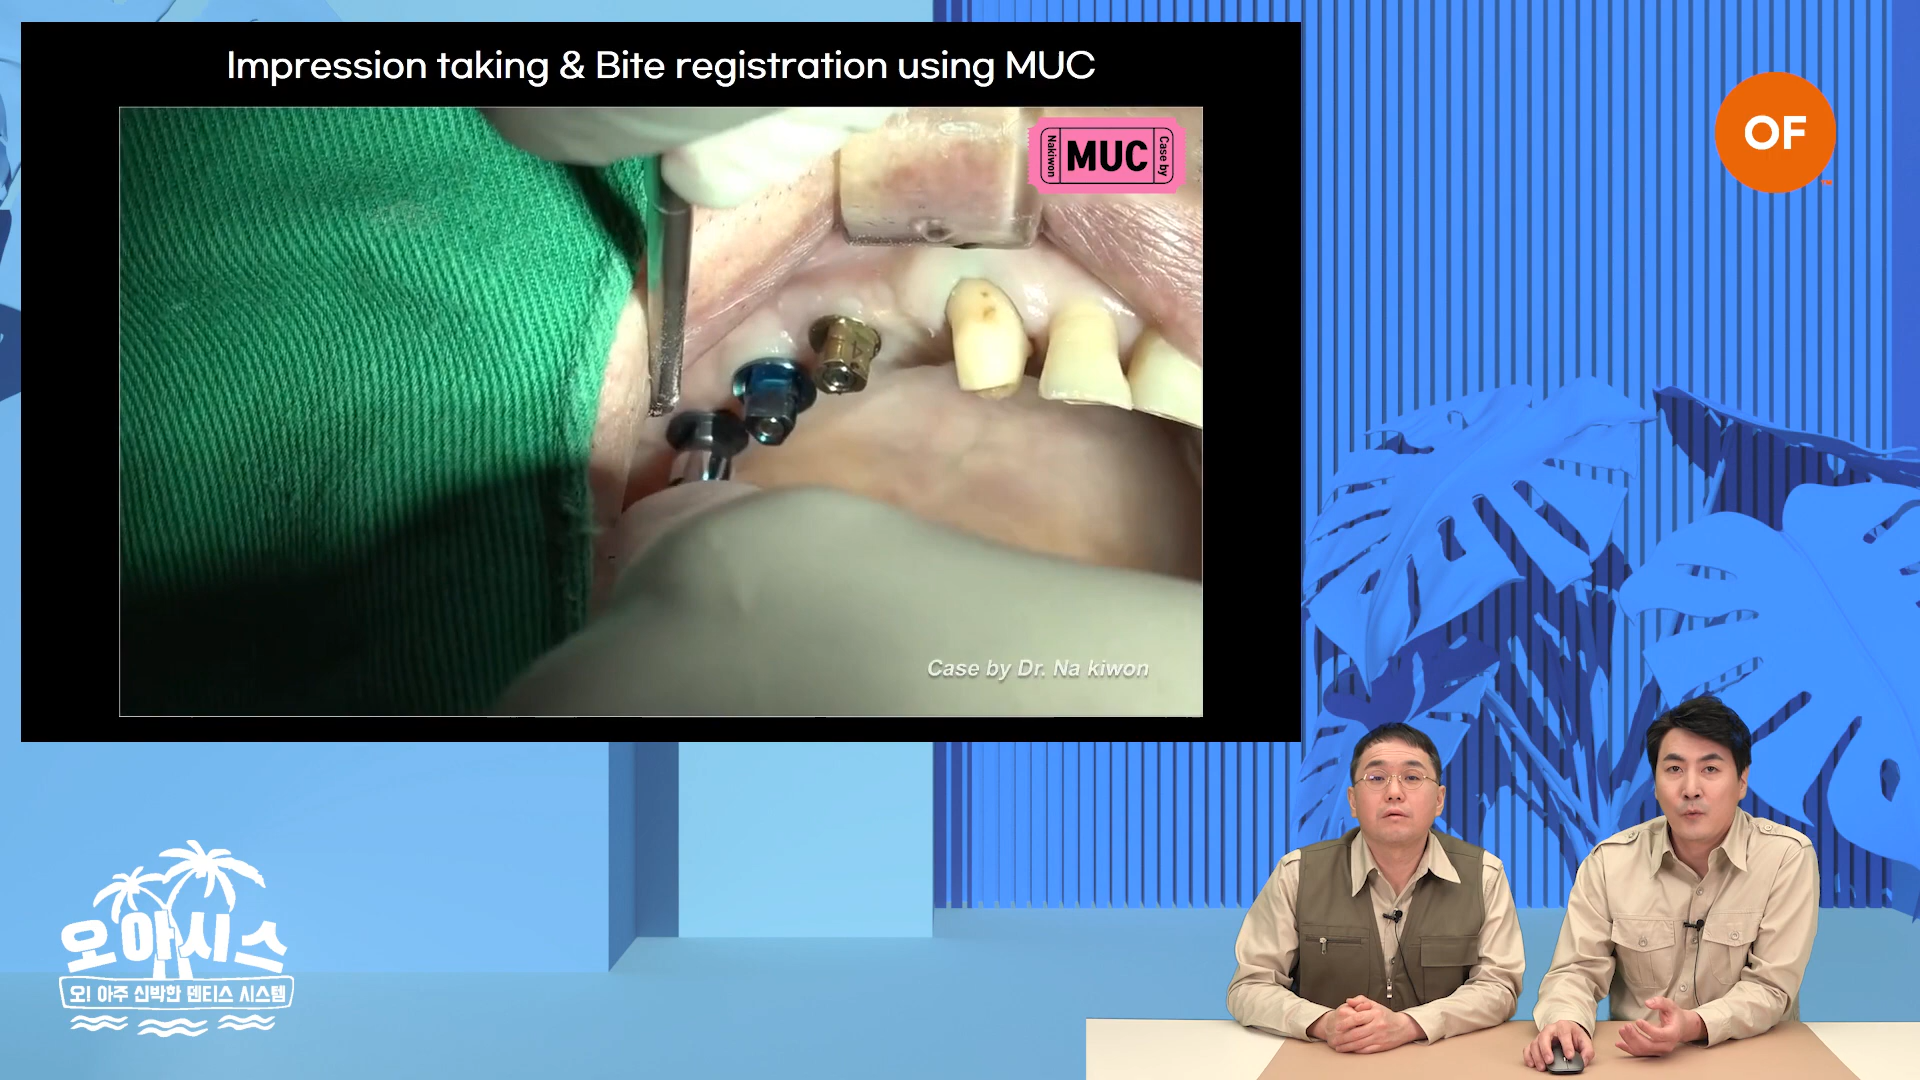 Impression taking & Bite registration using MUC
Nakiwon
MUC
Case by
OF
Case by Dr. Na kiwon
오아시스
오! 아주 신박한 덴티스 시스템